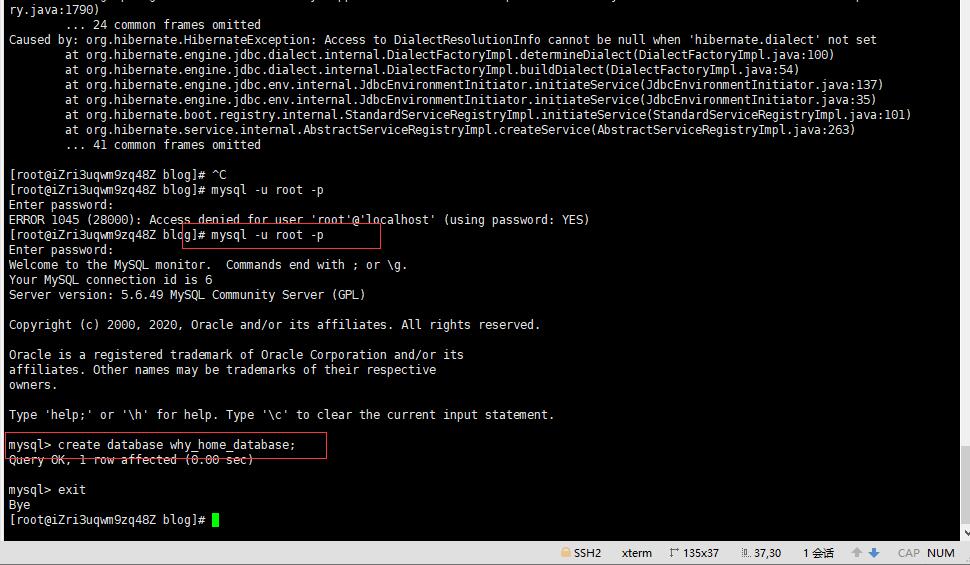 ry.java:1790)
        ... 24 common frames omitted
Caused by: org.hibernate.HibernateException: Access to DialectResolutionInfo cannot be null when 'hibernate.dialect' not set
        at org.hibernate.engine.jdbc.dialect.internal.DialectFactoryImpl.determineDialect(DialectFactoryImpl.java:100)
        at org.hibernate.engine.jdbc.dialect.internal.DialectFactoryImpl.buildDialect(DialectFactoryImpl.java:54)
        at org.hibernate.engine.jdbc.env.internal.JdbcEnvironmentInitiator.initiateService(JdbcEnvironmentInitiator.java:137)
        at org.hibernate.engine.jdbc.env.internal.JdbcEnvironmentInitiator.initiateService(JdbcEnvironmentInitiator.java:35)
        at org.hibernate.boot.registry.internal.StandardServiceRegistryImpl.initiateService(StandardServiceRegistryImpl.java:101)
        at org.hibernate.service.internal.AbstractServiceRegistryImpl.createService(AbstractServiceRegistryImpl.java:263)
        ... 41 common frames omitted
[root@iZri3uqwm9zq48Z blog]# ^C
[root@iZri3uqwm9zq48Z blog]# mysql -u root -p
Enter password:
ERROR 1045 (28000): Access denied for user 'root'@'localhost' (using password: YES)
[root@iZri3uqwm9zq48Z blog]# mysql -u root -p
Enter password:
Welcome to the MySQL monitor.  Commands end with ; or \g.
Your MySQL connection id is 6
Server version: 5.6.49 MySQL Community Server (GPL)
Copyright (c) 2000, 2020, Oracle and/or its affiliates. All rights reserved.
Oracle is a registered trademark of Oracle Corporation and/or its
affiliates. Other names may be trademarks of their respective
owners.
Type 'help;' or '\h' for help. Type '\c' to clear the current input statement.
mysql> create database why_home_database;
Query OK, 1 row affected (0.00 sec)
mysql> exit
Bye
[root@iZri3uqwm9zq48Z blog]#
SSH2 xterm 135x37 37,30 1 会话 CAP NUM